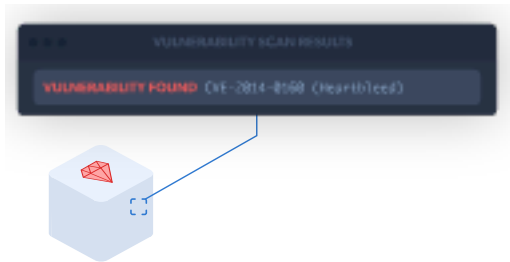 VULNERABILITY SCAN RESULTS
VULNERABILITY FOUND CVE-2014-0160 (Heartbleed)